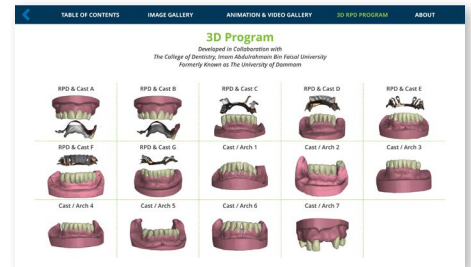 TABLE OF CONTENTS IMAGE GALLERY ANIMATION & VIDEO GALLERY 3D RPD PROGRAM ABOUT
3D Program
Developed in Collaboration with
The College of Dentistry, Imam Abdulrahmain Bin Faisal University
Formerly Known as The University of Dammam
RPD & Cast A RPD & Cast B RPD & Cast C RPD & Cast D RPD & Cast E
RPD & Cast F RPD & Cast G Cast / Arch 1 Cast / Arch 2 Cast / Arch 3
Cast / Arch 4 Cast / Arch 5 Cast / Arch 6 Cast / Arch 7